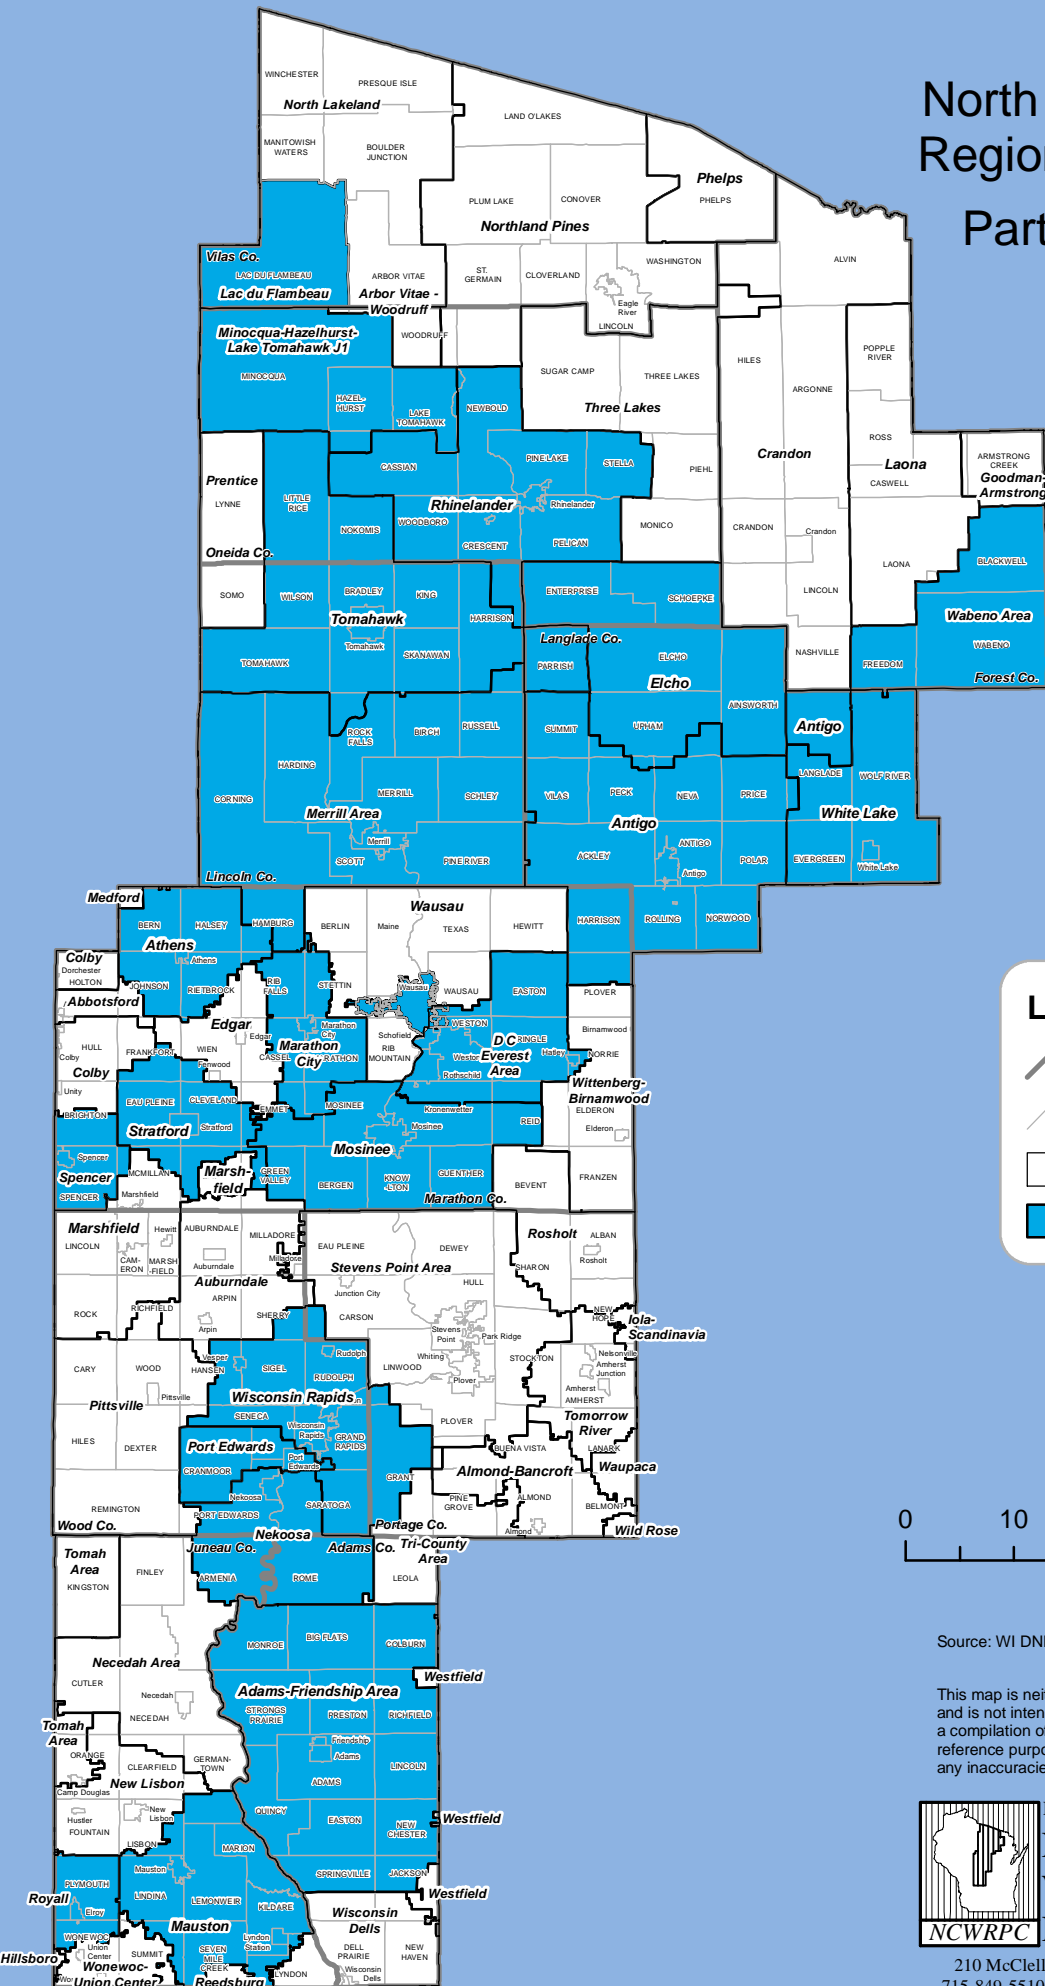 North
Region
Part
WINCHESTER
PRESQUE ISLE
North Lakeland
LAND O'LAKES
MANITOWISH
WATERS
BOULDER
JUNCTION
Phelps
PHELPS
PLUM LAKE
CONOVER
Northland Pines
Vilas Co.
LAC DU FLAMBEAU
Lac du Flambeau
ARBOR VITAE
Arbor Vitae -
Woodruff
ST.
GERMAIN
CLOVERLAND
WASHINGTON
Eagle
River
LINCOLN
ALVIN
Minocqua-Hazelhurst-
Lake Tomahawk J1
MINOCQUA
WOODRUFF
HAZEL-
HURST
LAKE
TOMAHAWK
NEWBOLD
SUGAR CAMP
THREE LAKES
Three Lakes
HILES
ARGONNE
POPPLE
RIVER
Crandon
ROSS
Laona
CASWELL
ARMSTRONG
CREEK
Goodman-
Armstrong
Prentice
LYNNE
LITTLE
RICE
CASSIAN
PINE LAKE
STELLA
PIEHL
Rhinelander
Rhinelander
NOKOMIS
WOODBORO
CRESCENT
PELICAN
MONICO
CRANDON
Crandon
LAONA
BLACKWELL
Oneida Co.
SOMO
WILSON
BRADLEY
KING
HARRISON
Tomahawk
Tomahawk
TOMAHAWK
SKANAWAN
ENTERPRISE
SCHOEPKE
LINCOLN
Wabeno Area
WABENO
Forest Co.
NASHVILLE
FREEDOM
Langlade Co.
PARRISH
ELCHO
Elcho
AINSWORTH
SUMMIT
UPHAM
Antigo
ROCK
FALLS
BIRCH
RUSSELL
HARDING
CORNING
MERRILL
SCHLEY
Merrill Area
Merrill
SCOTT
PINE RIVER
Lincoln Co.
VILAS
PECK
NEVA
PRICE
LANGLADE
WOLF RIVER
Antigo
White Lake
ACKLEY
ANTIGO
Antigo
POLAR
EVERGREEN
White Lake
Medford
BERN
HALSEY
HAMBURG
Athens
Athens
BERLIN
Maine
Wausau
TEXAS
HEWITT
HARRISON
ROLLING
NORWOOD
Colby
Dorchester
HOLTON
Abbotsford
JOHNSON
RIETBROCK
RIB
FALLS
STETTIN
Wausau
WAUSAU
EASTON
PLOVER
Edgar
Edgar
HULL
Colby
Colby
FRANKFORT
WIEN
Fenwood
CASSEL
Marathon
City
Marathon
City
Schofield
RIB
MOUNTAIN
WESTON
D C
Everest
Area
Hatley
Rothschild
Birnamwood
NORRIE
Wittenberg-
Birnamwood
ELDERON
Elderon
Unity
BRIGHTON
EAU PLEINE
CLEVELAND
EMMET
MOSINEE
Kronenwetter
Mosinee
REID
Stratford
Stratford
Mosinee
Spencer
Spencer
SPENCER
MCMILLAN
Marshfield
Marsh-
field
GREEN
VALLEY
BERGEN
KNOW
-LTON
GUENTHER
Marathon Co.
BEVENT
FRANZEN
Marshfield
LINCOLN
Hewitt
AUBURNDALE
MILLADORE
CAM-
ERON
MARSH
-FIELD
Auburndale
Milladore
Auburndale
ARPIN
EAU PLEINE
DEWEY
Stevens Point Area
HULL
Junction City
Rosholt
ALBAN
Rosholt
SHARON
ROCK
RICHFIELD
Arpin
SHERRY
CARSON
Stevens
Point
Park Ridge
Whiting
NEW
HOPE
Iola-
Scandinavia
CARY
WOOD
Pittsville
Pittsville
Vesper
HANSEN
SIGEL
Rudolph
RUDOLPH
LINWOOD
Plover
STOCKTON
Nelsonville
Amherst
Junction
Amherst
AMHERST
Wisconsin Rapids
SENECA
Wisconsin
Rapids
GRAND
RAPIDS
PLOVER
Tomorrow
River
HILES
DEXTER
Port Edwards
Port
Edwards
CRANMOOR
GRANT
BUENA VISTA
LANARK
Waupaca
Almond-Bancroft
REMINGTON
Wood Co.
Nekoosa
PORT EDWARDS
SARATOGA
Nekoosa
PINE
GROVE
ALMOND
Almond
BELMONT
Wild Rose
Portage Co.
Juneau Co.
Adams Co.
Tri-County
Area
LEOLA
Tomah
Area
KINGSTON
FINLEY
ARMENIA
ROME
Necedah Area
CUTLER
Necedah
NECEDAH
MONROE
BIG FLATS
COLBURN
Westfield
Adams-Friendship Area
STRONGS
PRAIRIE
PRESTON
RICHFIELD
Friendship
Adams
ADAMS
LINCOLN
Tomah
Area
ORANGE
Camp Douglas
CLEARFIELD
GERMAN-
TOWN
New Lisbon
New
Lisbon
Hustler
FOUNTAIN
LISBON
QUINCY
EASTON
NEW
CHESTER
Westfield
MARION
Mauston
PLYMOUTH
Royall
Elroy
LINDINA
LEMONWEIR
KILDARE
SPRINGVILLE
JACKSON
Westfield
Mauston
Lyndon
Station
Wisconsin
Dells
DELL
PRAIRIE
NEW
HAVEN
Wisconsin
Dells
WONEWOC
Union
Center
Hillsboro
Wonewoc-
Union Center
SUMMIT
SEVEN
MILE
CREEK
Reedsburg
LYNDON
L
0 10
Source: WI DN
This map is nei
and is not inten
a compilation of
reference purpo
any inaccuracie
NCWRPC
210 McClell
715-849-5510